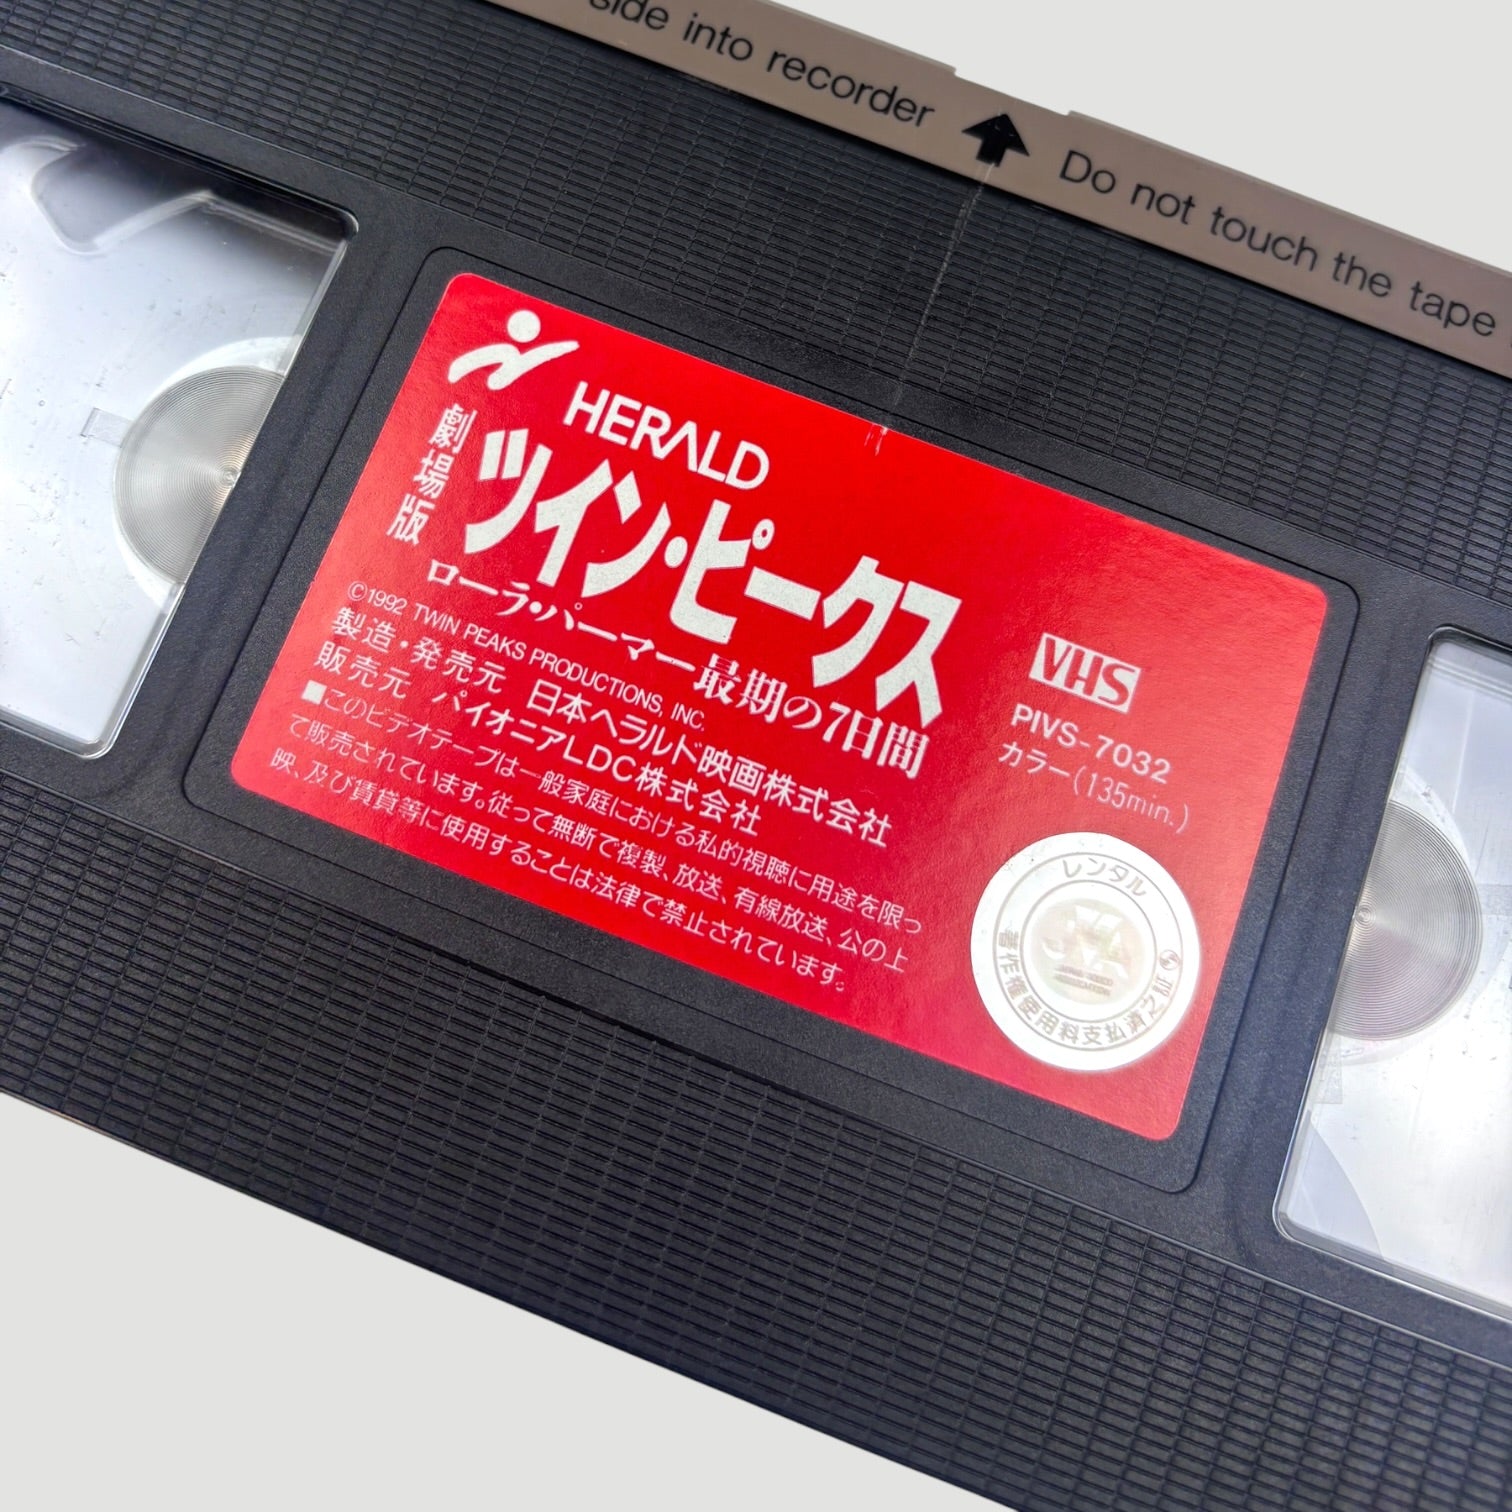 side into recorder
Do not touch the tape
HERALD
劇場版
ツイン・ピークス
ローラ・パーマー最期の7日間
©1992 TWIN PEAKS PRODUCTIONS, INC.
製造・発売元 日本ヘラルド映画株式会社
販売元 パイオニアLDC株式会社
■このビデオテープは一般家庭における私的視聴に用途を限っ
て販売されています。従って無断で複製、放送、有線放送、公の上
映、及び賃貸等に使用することは法律で禁止されています。
VHS
PIVS-7032
カラー(135min.)
レンタル
JVA
著作権使用料支払済之証